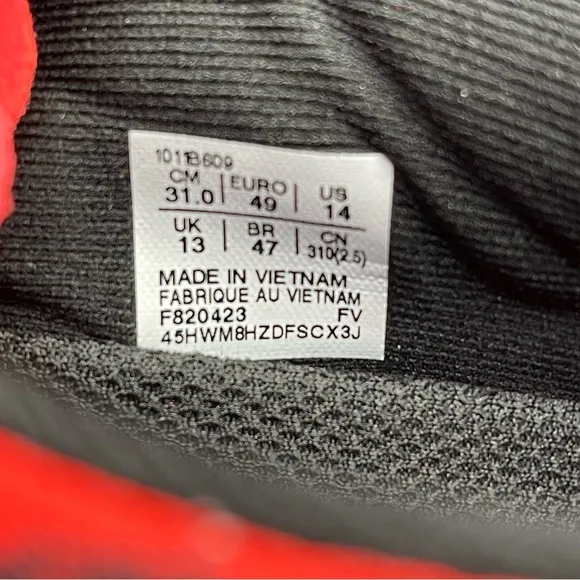 1011B609
CM EURO US
31.0 | 49 | 14
UK BR CN
13 | 47 | 310(2.5)
MADE IN VIETNAM
FABRIQUE AU VIETNAM
F820423 FV
45HWM8HZDFSCX3J